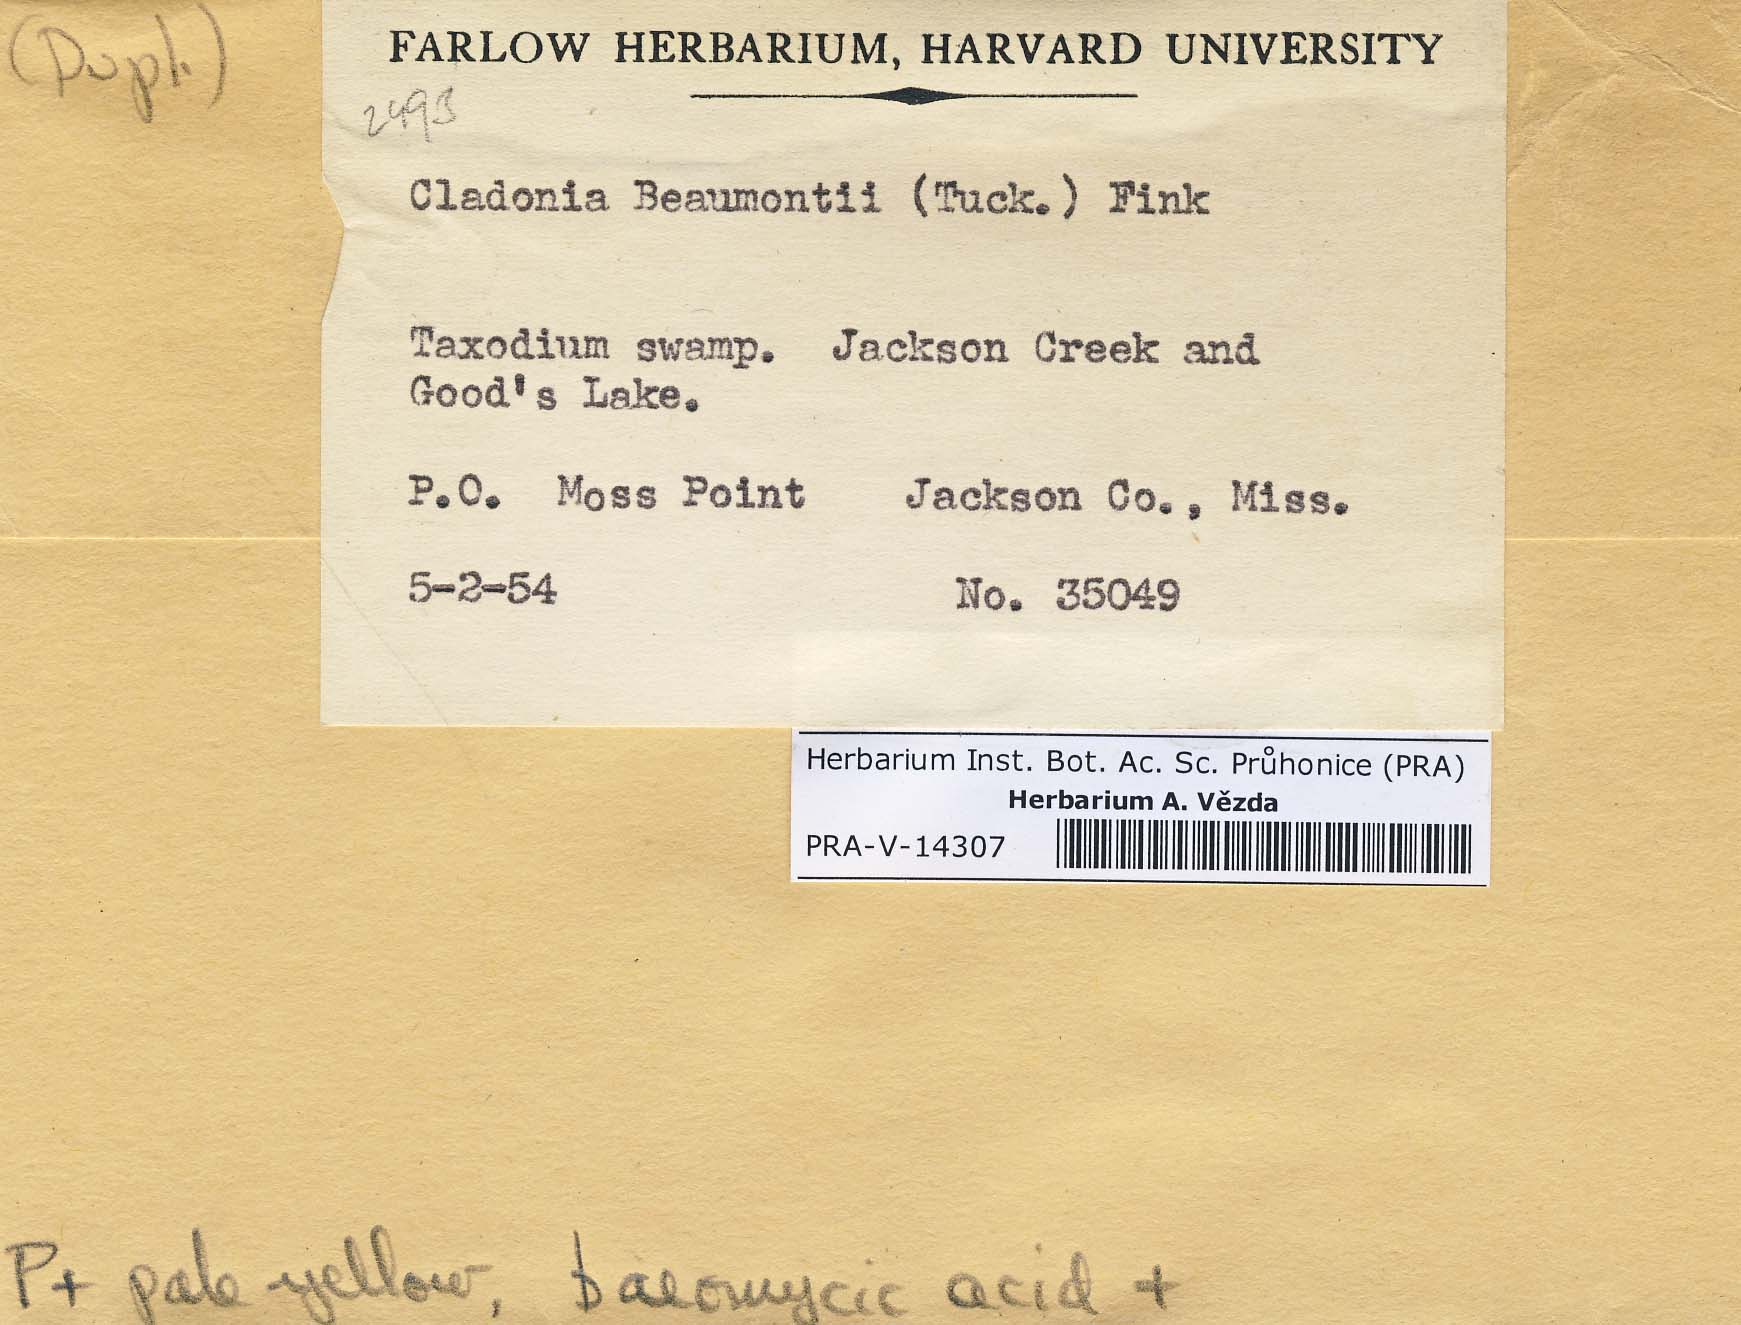 (Dupl.)
FARLOW HERBARIUM, HARVARD UNIVERSITY
2493
Cladonia Beaumontii (Tuck.) Fink
Taxodium swamp. Jackson Creek and
Good's Lake.
P.O. Moss Point Jackson Co., Miss.
5-2-54 No. 35049
Herbarium Inst. Bot. Ac. Sc. Průhonice (PRA)
Herbarium A. Vězda
PRA-V-14307
P+ pale yellow, baeomycic acid +